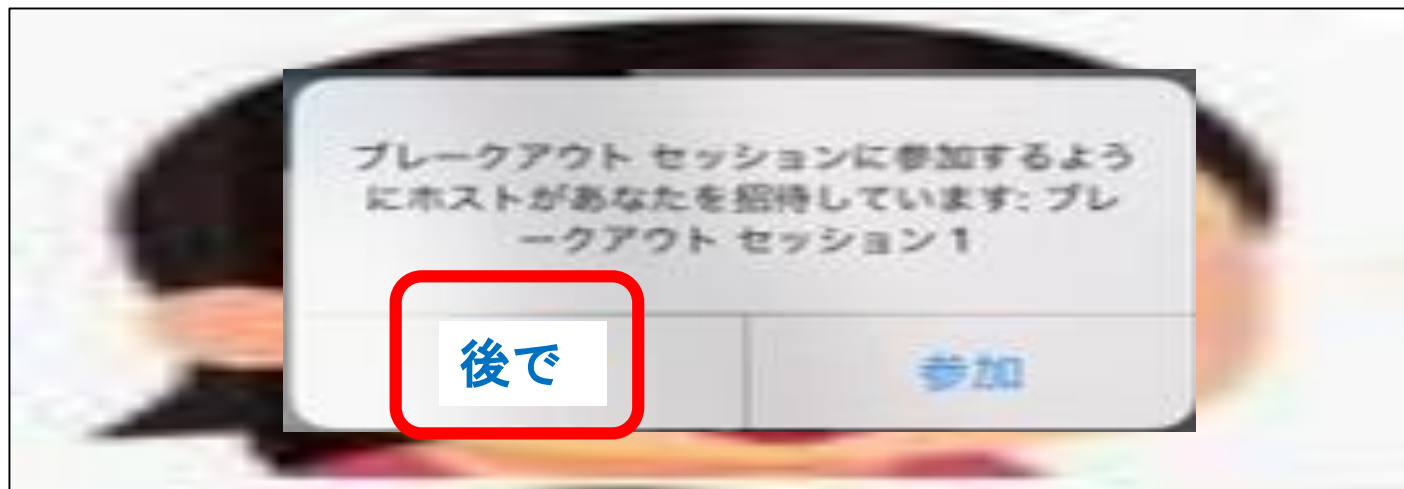 ブレークアウト セッションに参加するよう
にホストがあなたを招待しています: ブレ
ークアウト セッション 1
後で
参加